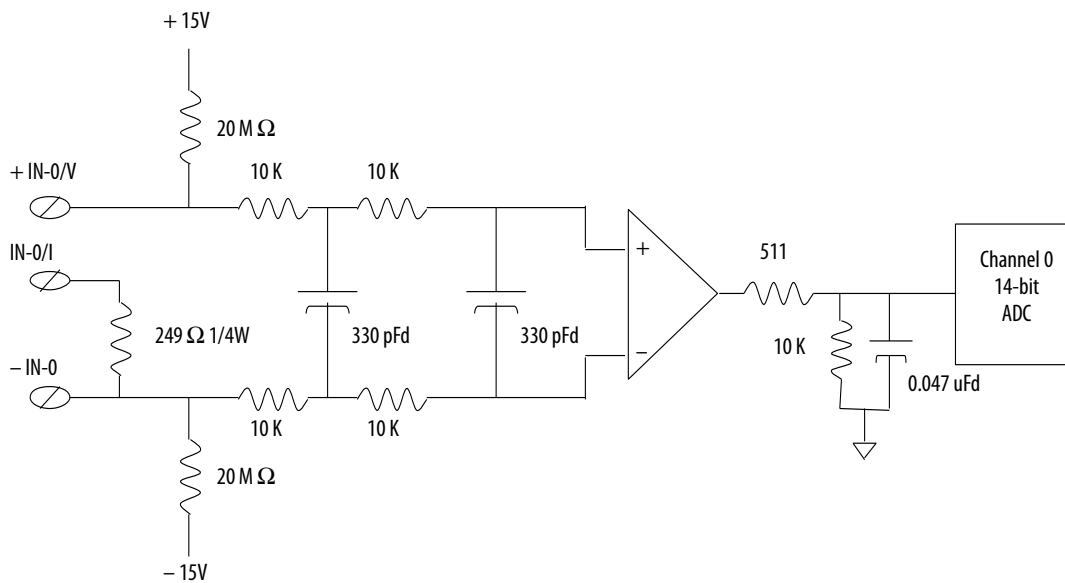 + 15V
20 M Ω
+ IN-0/V
10 K
10 K
IN-0/I
+
511
Channel 0
14-bit
ADC
249 Ω 1/4W
330 pFd
330 pFd
10 K
− IN-0
−
0.047 uFd
10 K
10 K
20 M Ω
− 15V